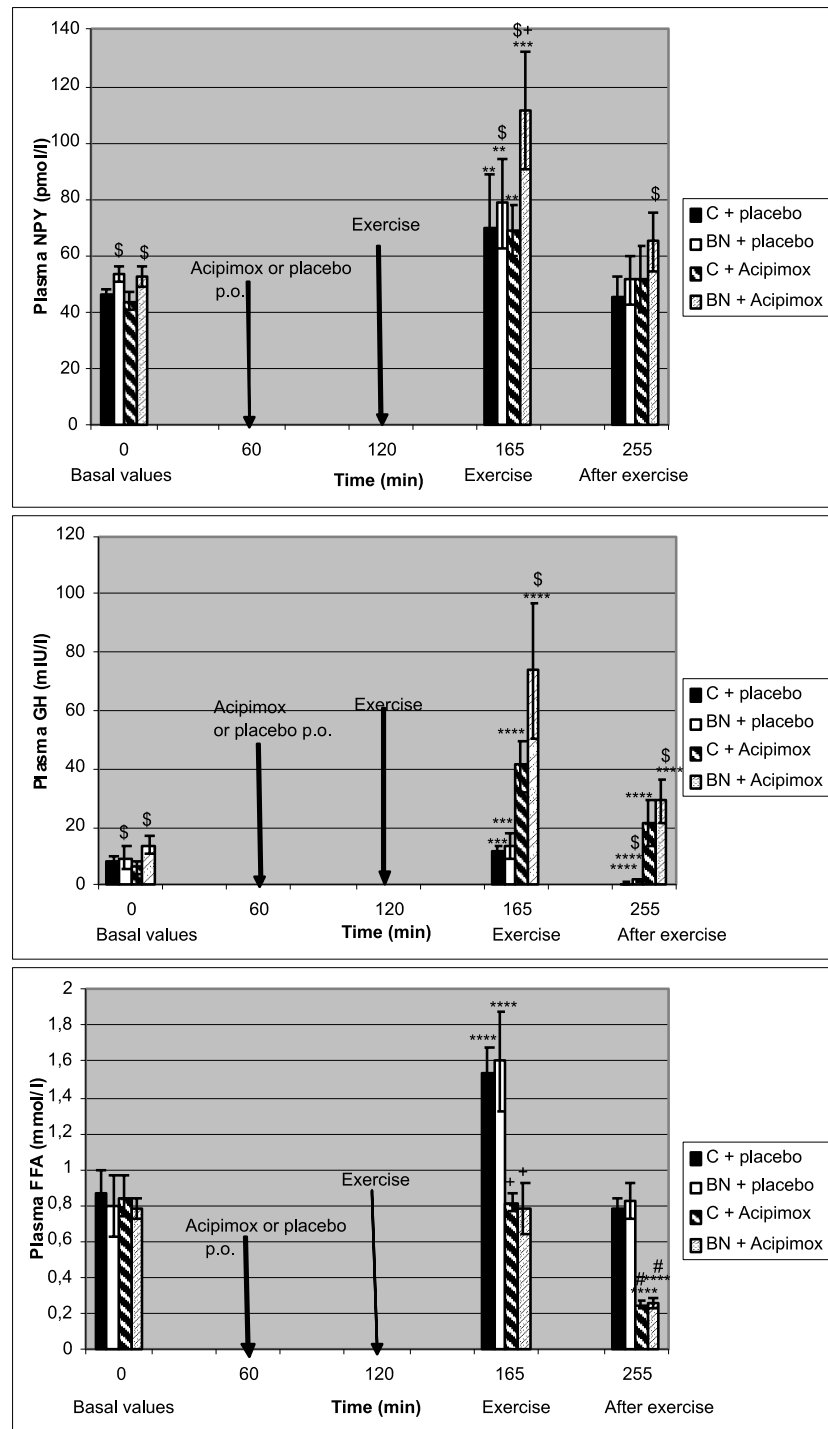 140
120
100
80
60
40
20
0
Plasma NPY (pmol/l)
$
$
Acipimox or placebo
p.o.
Exercise
**
$
**
**
$+
***
$
0
60
120
165
255
Basal values
Time (min)
Exercise
After exercise
C + placebo
BN + placebo
C + Acipimox
BN + Acipimox
120
100
80
60
40
20
0
Plasma GH (mIU/l)
$
$
Acipimox
or placebo p.o.
Exercise
***
***
****
$
****
****
$
****
****
$
****
0
60
120
165
255
Basal values
Time (min)
Exercise
After exercise
C + placebo
BN + placebo
C + Acipimox
BN + Acipimox
2
1,8
1,6
1,4
1,2
1
0,8
0,6
0,4
0,2
0
Plasma FFA (mmol/l)
Acipimox or placebo
p.o.
Exercise
****
****
+
+
#
****
#
****
0
60
120
165
255
Basal values
Time (min)
Exercise
After exercise
C + placebo
BN + placebo
C + Acipimox
BN + Acipimox